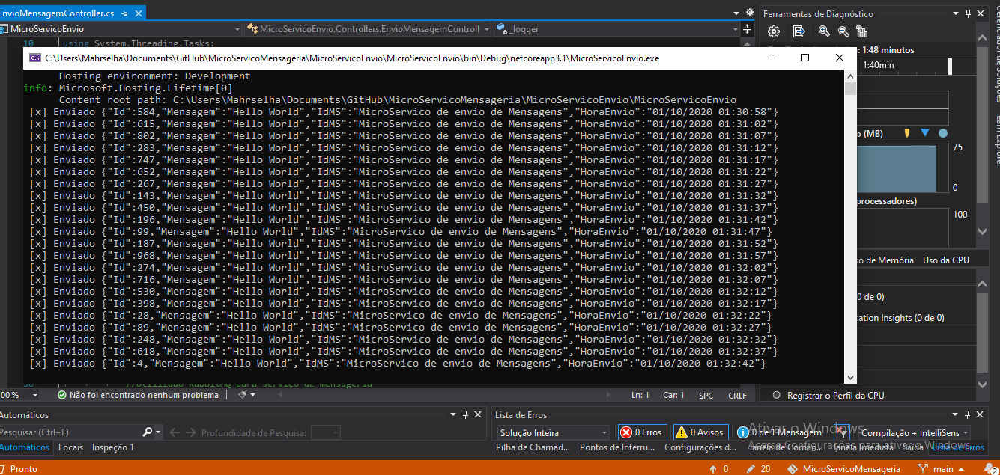 EnvioMensagemController.cs
Ferramentas de Diagnóstico
MicroServicoEnvio
MicroServicoEnvio.Controllers.EnvioMensagemControll
_logger
10 using System.Threading.Tasks;
: 1:48 minutos
1:40min
C:\Users\Mahrselha\Documents\GitHub\MicroServicoMensageria\MicroServicoEnvio\MicroServicoEnvio\bin\Debug\netcoreapp3.1\MicroServicoEnvio.exe
Hosting environment: Development
info: Microsoft.Hosting.Lifetime[0]
Content root path: C:\Users\Mahrselha\Documents\GitHub\MicroServicoMensageria\MicroServicoEnvio\MicroServicoEnvio
[x] Enviado {"Id":584,"Mensagem":"Hello World","IdMS":"MicroServico de envio de Mensagens","HoraEnvio":"01/10/2020 01:30:58"}
[x] Enviado {"Id":615,"Mensagem":"Hello World","IdMS":"MicroServico de envio de Mensagens","HoraEnvio":"01/10/2020 01:31:02"}
[x] Enviado {"Id":802,"Mensagem":"Hello World","IdMS":"MicroServico de envio de Mensagens","HoraEnvio":"01/10/2020 01:31:07"}
[x] Enviado {"Id":283,"Mensagem":"Hello World","IdMS":"MicroServico de envio de Mensagens","HoraEnvio":"01/10/2020 01:31:12"}
[x] Enviado {"Id":747,"Mensagem":"Hello World","IdMS":"MicroServico de envio de Mensagens","HoraEnvio":"01/10/2020 01:31:17"}
[x] Enviado {"Id":652,"Mensagem":"Hello World","IdMS":"MicroServico de envio de Mensagens","HoraEnvio":"01/10/2020 01:31:22"}
[x] Enviado {"Id":267,"Mensagem":"Hello World","IdMS":"MicroServico de envio de Mensagens","HoraEnvio":"01/10/2020 01:31:27"}
[x] Enviado {"Id":143,"Mensagem":"Hello World","IdMS":"MicroServico de envio de Mensagens","HoraEnvio":"01/10/2020 01:31:32"}
[x] Enviado {"Id":450,"Mensagem":"Hello World","IdMS":"MicroServico de envio de Mensagens","HoraEnvio":"01/10/2020 01:31:37"}
[x] Enviado {"Id":196,"Mensagem":"Hello World","IdMS":"MicroServico de envio de Mensagens","HoraEnvio":"01/10/2020 01:31:42"}
[x] Enviado {"Id":99,"Mensagem":"Hello World","IdMS":"MicroServico de envio de Mensagens","HoraEnvio":"01/10/2020 01:31:47"}
[x] Enviado {"Id":187,"Mensagem":"Hello World","IdMS":"MicroServico de envio de Mensagens","HoraEnvio":"01/10/2020 01:31:52"}
[x] Enviado {"Id":968,"Mensagem":"Hello World","IdMS":"MicroServico de envio de Mensagens","HoraEnvio":"01/10/2020 01:31:57"}
[x] Enviado {"Id":274,"Mensagem":"Hello World","IdMS":"MicroServico de envio de Mensagens","HoraEnvio":"01/10/2020 01:32:02"}
[x] Enviado {"Id":716,"Mensagem":"Hello World","IdMS":"MicroServico de envio de Mensagens","HoraEnvio":"01/10/2020 01:32:07"}
[x] Enviado {"Id":530,"Mensagem":"Hello World","IdMS":"MicroServico de envio de Mensagens","HoraEnvio":"01/10/2020 01:32:12"}
[x] Enviado {"Id":398,"Mensagem":"Hello World","IdMS":"MicroServico de envio de Mensagens","HoraEnvio":"01/10/2020 01:32:17"}
[x] Enviado {"Id":28,"Mensagem":"Hello World","IdMS":"MicroServico de envio de Mensagens","HoraEnvio":"01/10/2020 01:32:22"}
[x] Enviado {"Id":89,"Mensagem":"Hello World","IdMS":"MicroServico de envio de Mensagens","HoraEnvio":"01/10/2020 01:32:27"}
[x] Enviado {"Id":248,"Mensagem":"Hello World","IdMS":"MicroServico de envio de Mensagens","HoraEnvio":"01/10/2020 01:32:32"}
[x] Enviado {"Id":618,"Mensagem":"Hello World","IdMS":"MicroServico de envio de Mensagens","HoraEnvio":"01/10/2020 01:32:37"}
[x] Enviado {"Id":4,"Mensagem":"Hello World","IdMS":"MicroServico de envio de Mensagens","HoraEnvio":"01/10/2020 01:32:42"}
(MB)
75
0
processadores)
100
so de Memória Uso da CPU
0 de 0)
cation Insights (0 de 0)
Registrar o Perfil da CPU
Team Explorer
//Utilizado RabbitMQ para serviço de mensageria
00 % Não foi encontrado nenhum problema Ln: 1 Car: 1 SPC CRLF
Automáticos
Pesquisar (Ctrl+E) Profundidade de Pesquisa:
Automáticos Locais Inspeção 1
Lista de Erros
Solução Inteira 0 Erros 0 Avisos 0 de 1 Mensagem Compilação + IntelliSens
Pilha de Chamad... Pontos de Interru... Configurações d... Janela de Coman... Janela Imediata Saída Lista de Erros
Ativar o Windows
Acesse Configurações para ativar o Windows.
Pronto 0 20 MicroServicoMensageria main 2